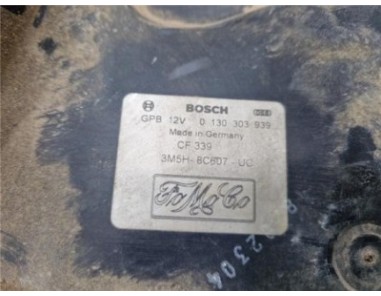 BOSCH
GPB 12V 0 130 303 939
Made in Germany
CF 339
3M5H-8C607-UC
FoMoCo